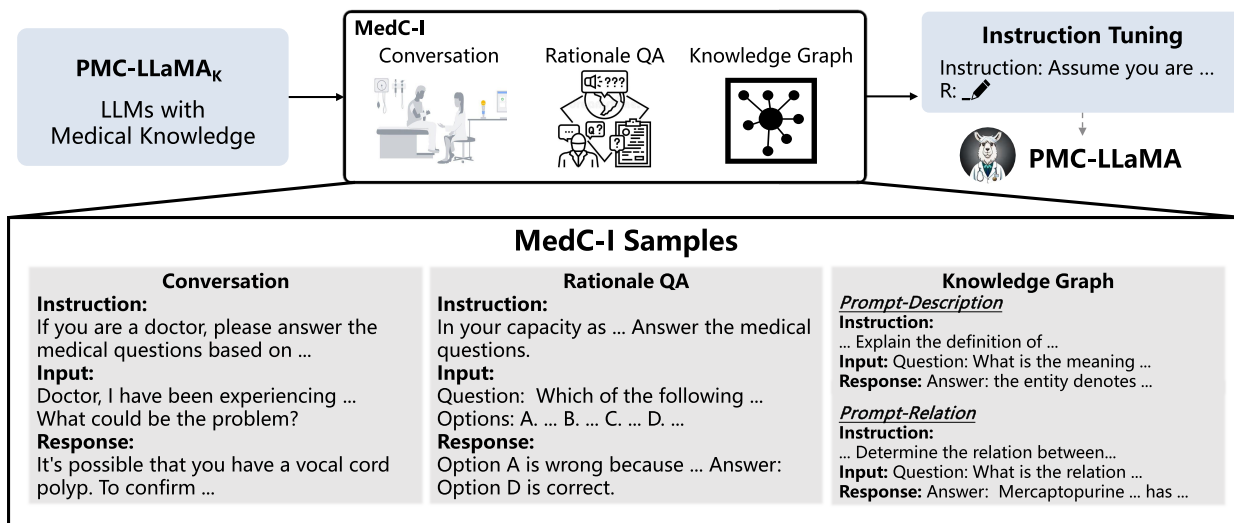 MedC-I
Conversation
Rationale QA
Knowledge Graph
PMC-LLaMAK
LLMs with
Medical Knowledge
???
a?
?
Instruction Tuning
Instruction: Assume you are ...
R:
PMC-LLaMA
MedC-I Samples
Conversation
Instruction:
If you are a doctor, please answer the
medical questions based on ...
Input:
Doctor, I have been experiencing ...
What could be the problem?
Response:
It's possible that you have a vocal cord
polyp. To confirm ...
Rationale QA
Instruction:
In your capacity as ... Answer the medical
questions.
Input:
Question:  Which of the following ...
Options: A. ... B. ... C. ... D. ...
Response:
Option A is wrong because ... Answer:
Option D is correct.
Knowledge Graph
Prompt-Description
Instruction:
... Explain the definition of ...
Input: Question: What is the meaning ...
Response: Answer: the entity denotes ...
Prompt-Relation
Instruction:
... Determine the relation between...
Input: Question: What is the relation ...
Response: Answer:  Mercaptopurine ... has ...